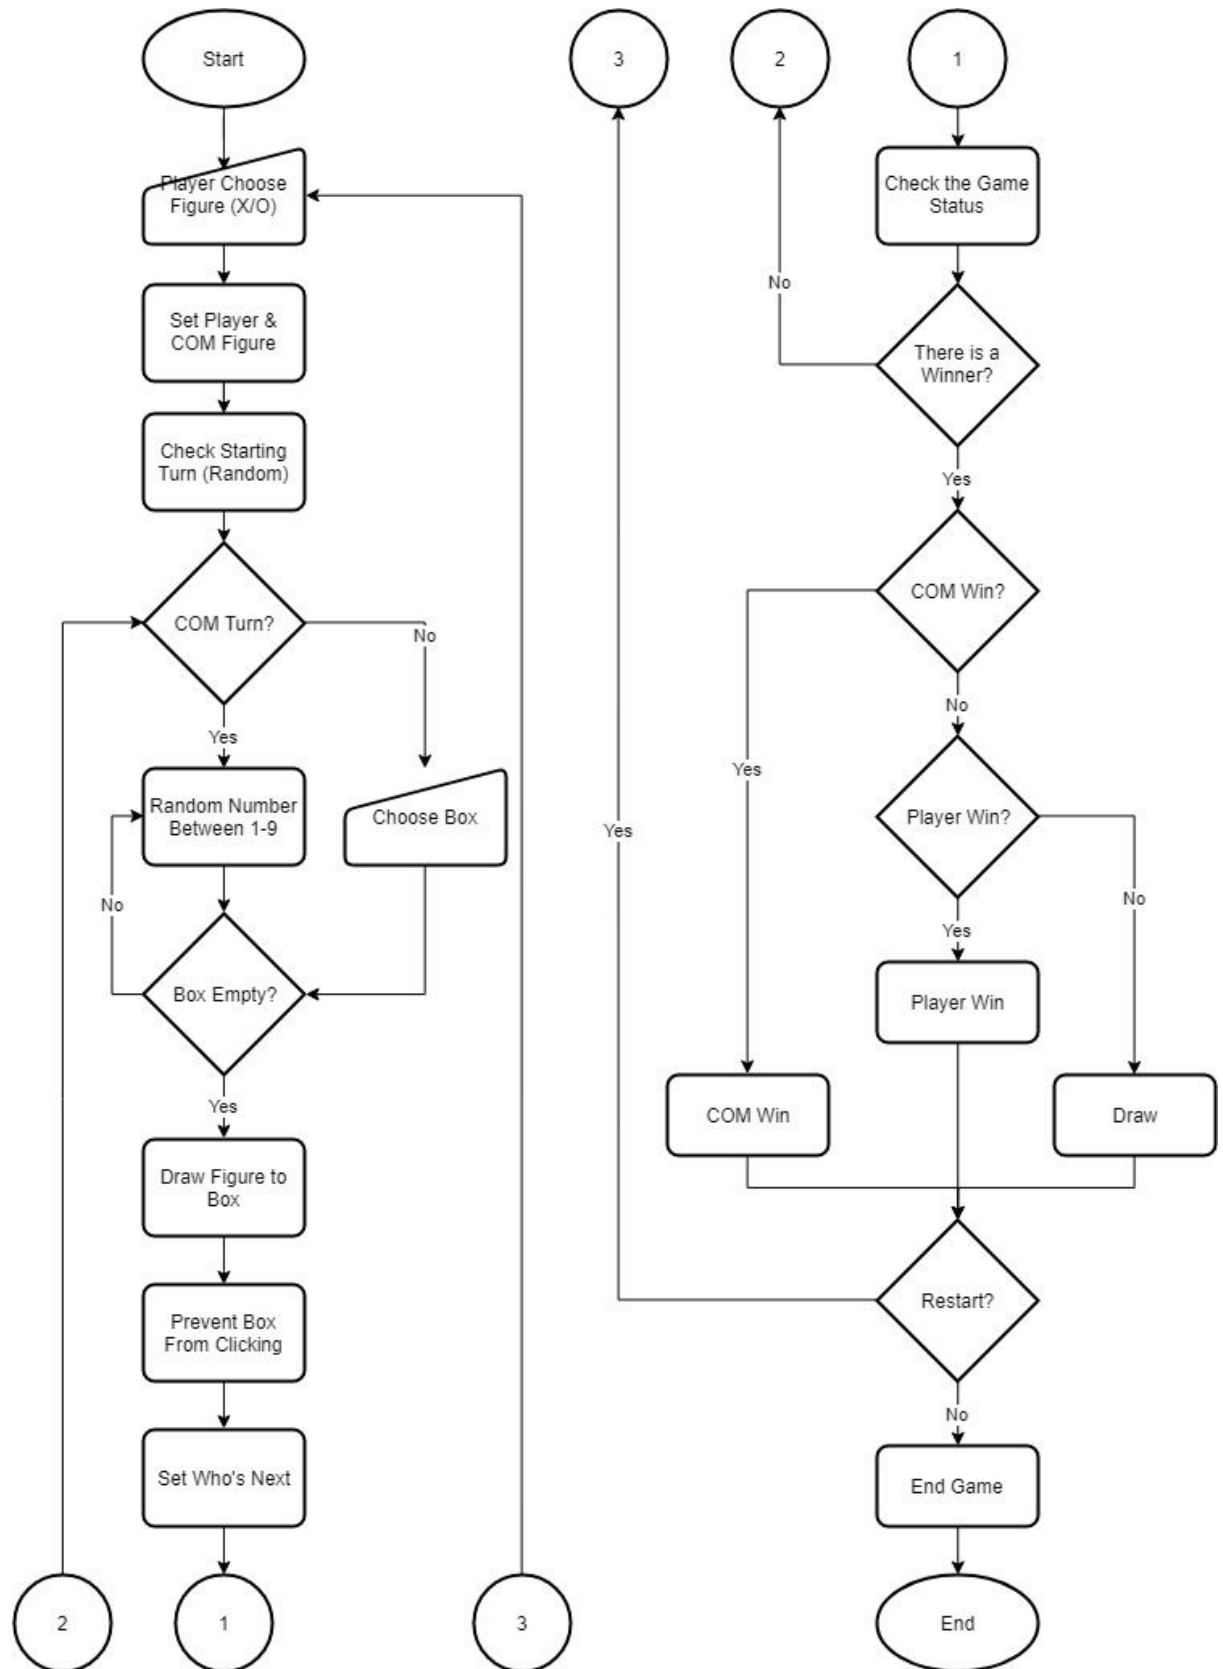 Start
Player Choose
Figure (X/O)
Set Player &
COM Figure
Check Starting
Turn (Random)
COM Turn?
No
Yes
Random Number
Between 1-9
Choose Box
No
Box Empty?
Yes
Draw Figure to
Box
Prevent Box
From Clicking
Set Who's Next
2
1
3
3
2
1
Check the Game
Status
No
There is a
Winner?
Yes
COM Win?
No
Yes
Player Win?
Yes
No
Yes
Player Win
COM Win
Draw
Restart?
No
End Game
End